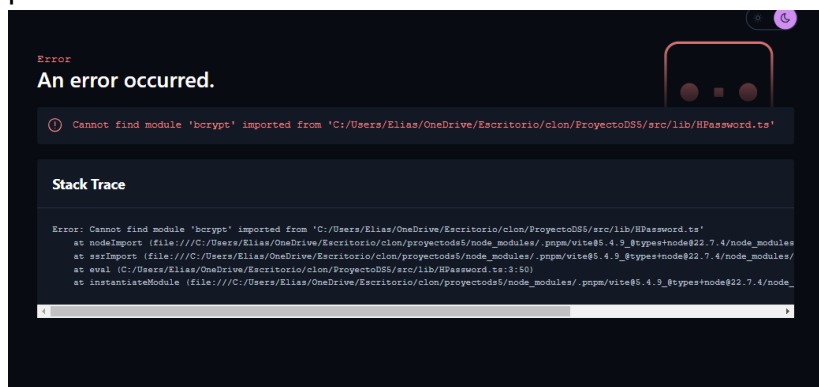 Error
An error occurred.
Cannot find module 'bcrypt' imported from 'C:/Users/Elias/OneDrive/Escritorio/clon/ProyectoDS5/src/lib/HPassword.ts'
Stack Trace
Error: Cannot find module 'bcrypt' imported from 'C:/Users/Elias/OneDrive/Escritorio/clon/ProyectoDS5/src/lib/HPassword.ts'
at nodeImport (file:///C:/Users/Elias/OneDrive/Escritorio/clon/proyectods5/node_modules/.pnpm/vite@5.4.9_@types+node@22.7.4/node_modules
at ssrImport (file:///C:/Users/Elias/OneDrive/Escritorio/clon/proyectods5/node_modules/.pnpm/vite@5.4.9_@types+node@22.7.4/node_modules/
at eval (C:/Users/Elias/OneDrive/Escritorio/clon/ProyectoDS5/src/lib/HPassword.ts:3:50)
at instantiateModule (file:///C:/Users/Elias/OneDrive/Escritorio/clon/proyectods5/node_modules/.pnpm/vite@5.4.9_@types+node@22.7.4/node_